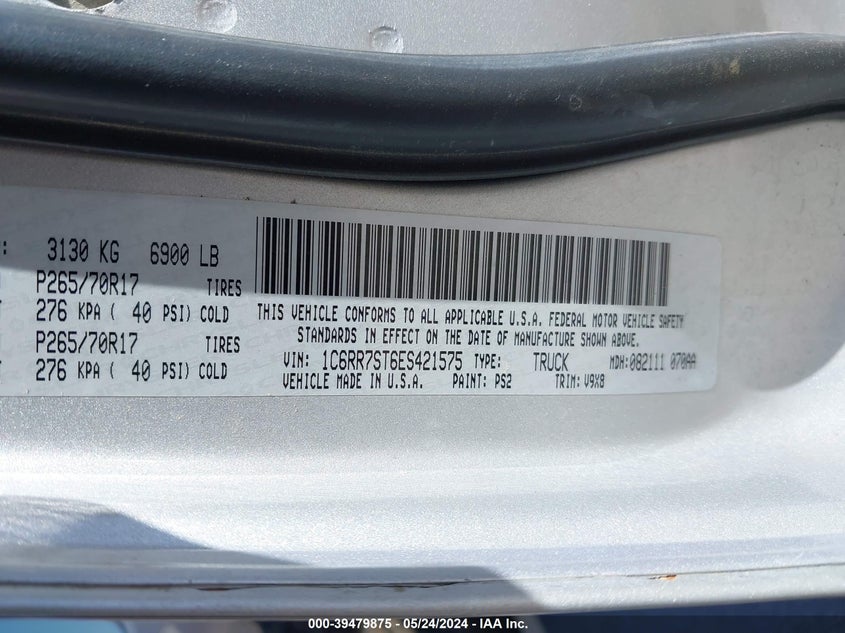 : 3130 KG 6900 LB
P265/70R17 TIRES
276 KPA ( 40 PSI) COLD
P265/70R17 TIRES
276 KPA ( 40 PSI) COLD
THIS VEHICLE CONFORMS TO ALL APPLICABLE U.S.A. FEDERAL MOTOR VEHICLE SAFETY
STANDARDS IN EFFECT ON THE DATE OF MANUFACTURE SHOWN ABOVE.
VIN: 1C6RR7ST6ES421575 TYPE: TRUCK MDH: 082111 070AA
VEHICLE MADE IN U.S.A. PAINT: PS2 TRIM: V9X8
000-39479875 - 05/24/2024 - IAA Inc.